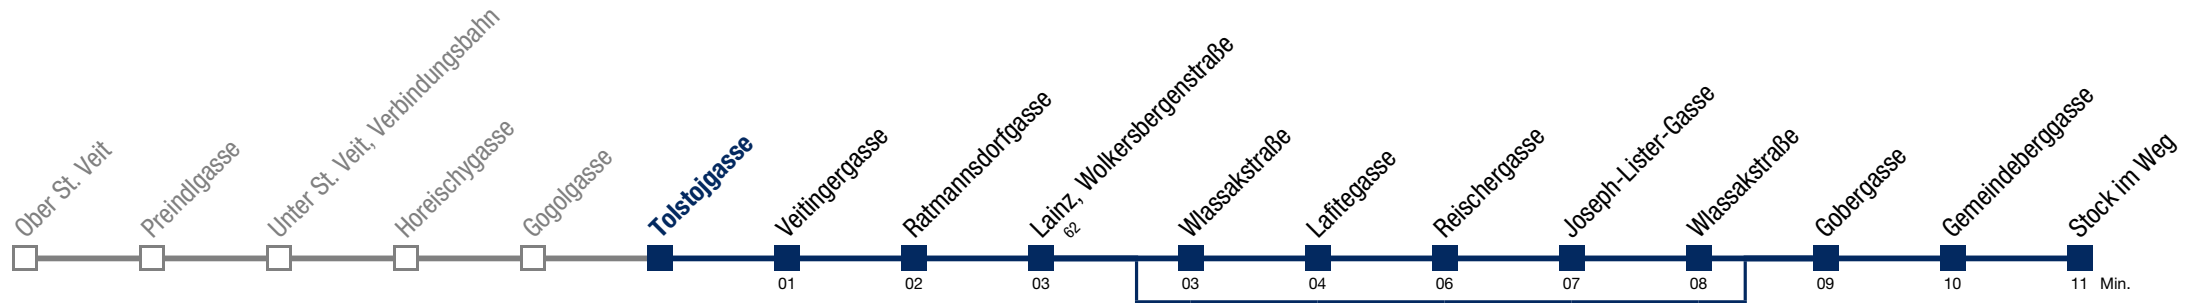 Ober St. Veit
Preindlgasse
Unter St. Veit, Verbindungsbahn
Horeischygasse
Gogolgasse
Tolstojgasse
Veitingergasse
Ratmannsdorfgasse
Lainz, Wolkersbergenstraße
62
Wlassakstraße
Lafitegasse
Reischergasse
Joseph-Lister-Gasse
Wlassakstraße
Gobergasse
Gemeindeberggasse
Stock im Weg
01 02 03 03 04 06 07 08 09 10 11 Min.